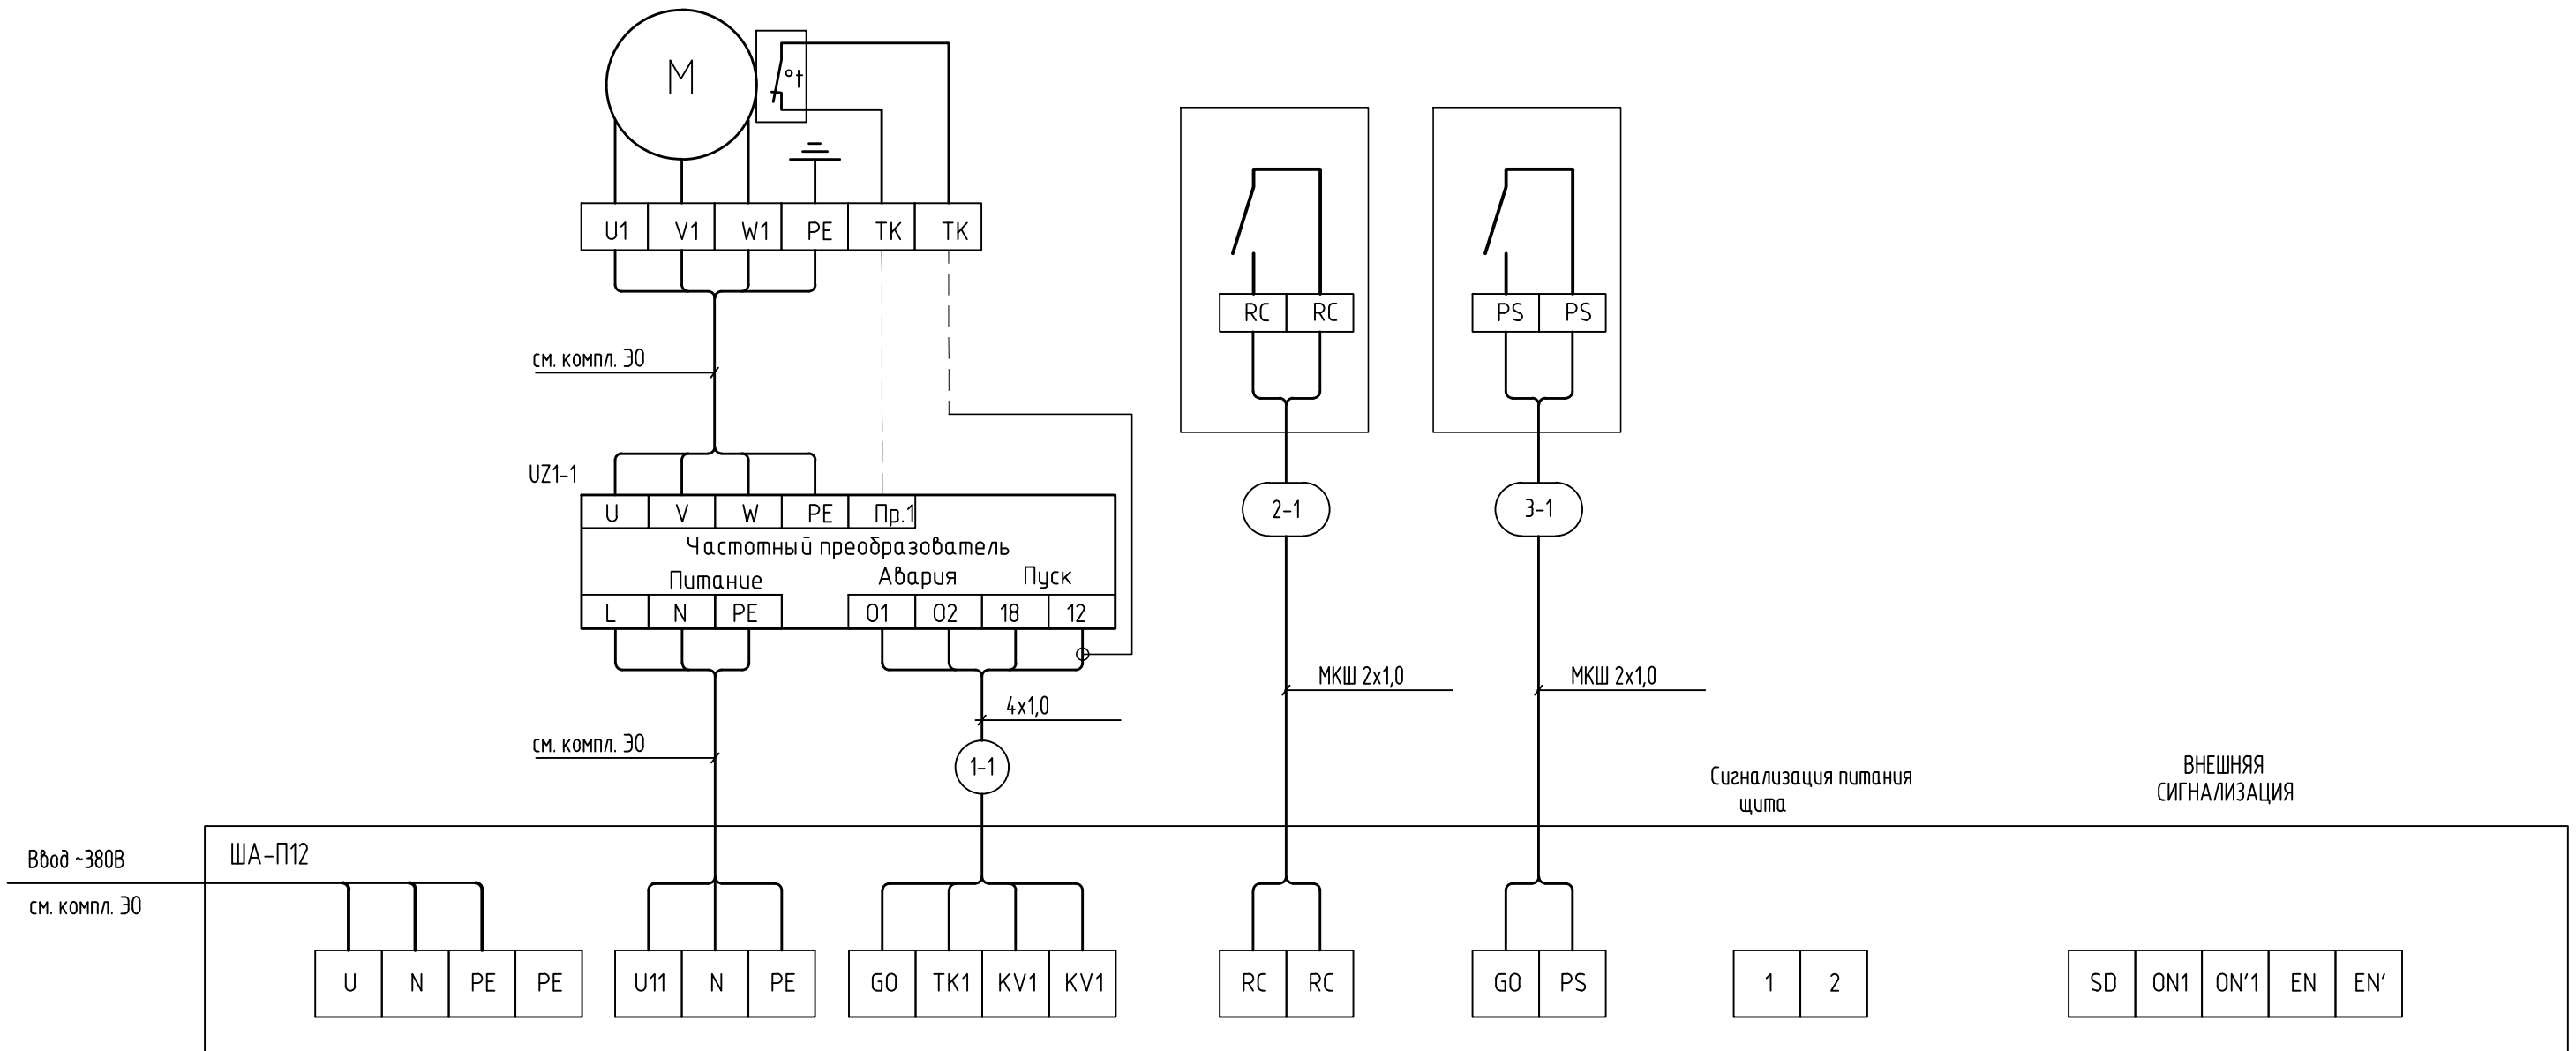 M
°t
U1 V1 W1 PE TK TK
RC RC
PS PS
см. компл. ЭО
UZ1-1
U V W PE Пр.1
2-1
3-1
Частотный преобразователь
Питание Авария Пуск
L N PE O1 O2 18 12
МКШ 2х1,0
МКШ 2х1,0
4х1,0
см. компл. ЭО
1-1
Сигнализация питания
щита
ВНЕШНЯЯ
СИГНАЛИЗАЦИЯ
Ввод ~380В
ША-П12
см. компл. ЭО
U N PE PE
U11 N PE
GO TK1 KV1 KV1
RC RC
GO PS
1 2
SD ON1 ON'1 EN EN'